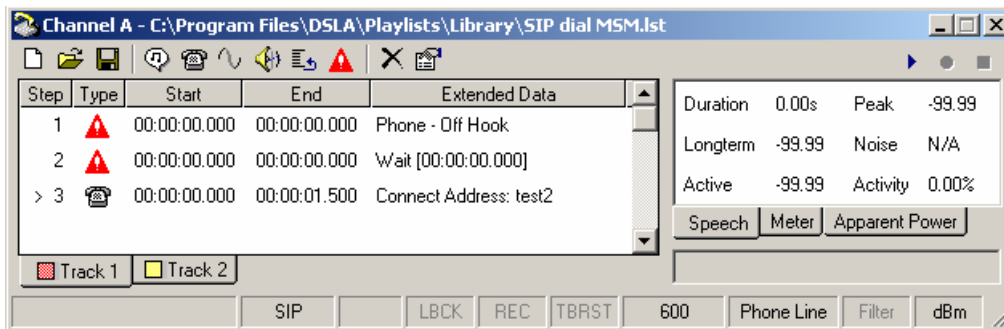 Channel A - C:\Program Files\DSLA\Playlists\Library\SIP dial MSM.lst
Step Type Start End Extended Data
1 00:00:00.000 00:00:00.000 Phone - Off Hook
2 00:00:00.000 00:00:00.000 Wait [00:00:00.000]
> 3 00:00:00.000 00:00:01.500 Connect Address: test2
Track 1 Track 2
Duration 0.00s Peak -99.99
Longterm -99.99 Noise N/A
Active -99.99 Activity 0.00%
Speech Meter Apparent Power
SIP LBCK REC TBRST 600 Phone Line Filter dBm